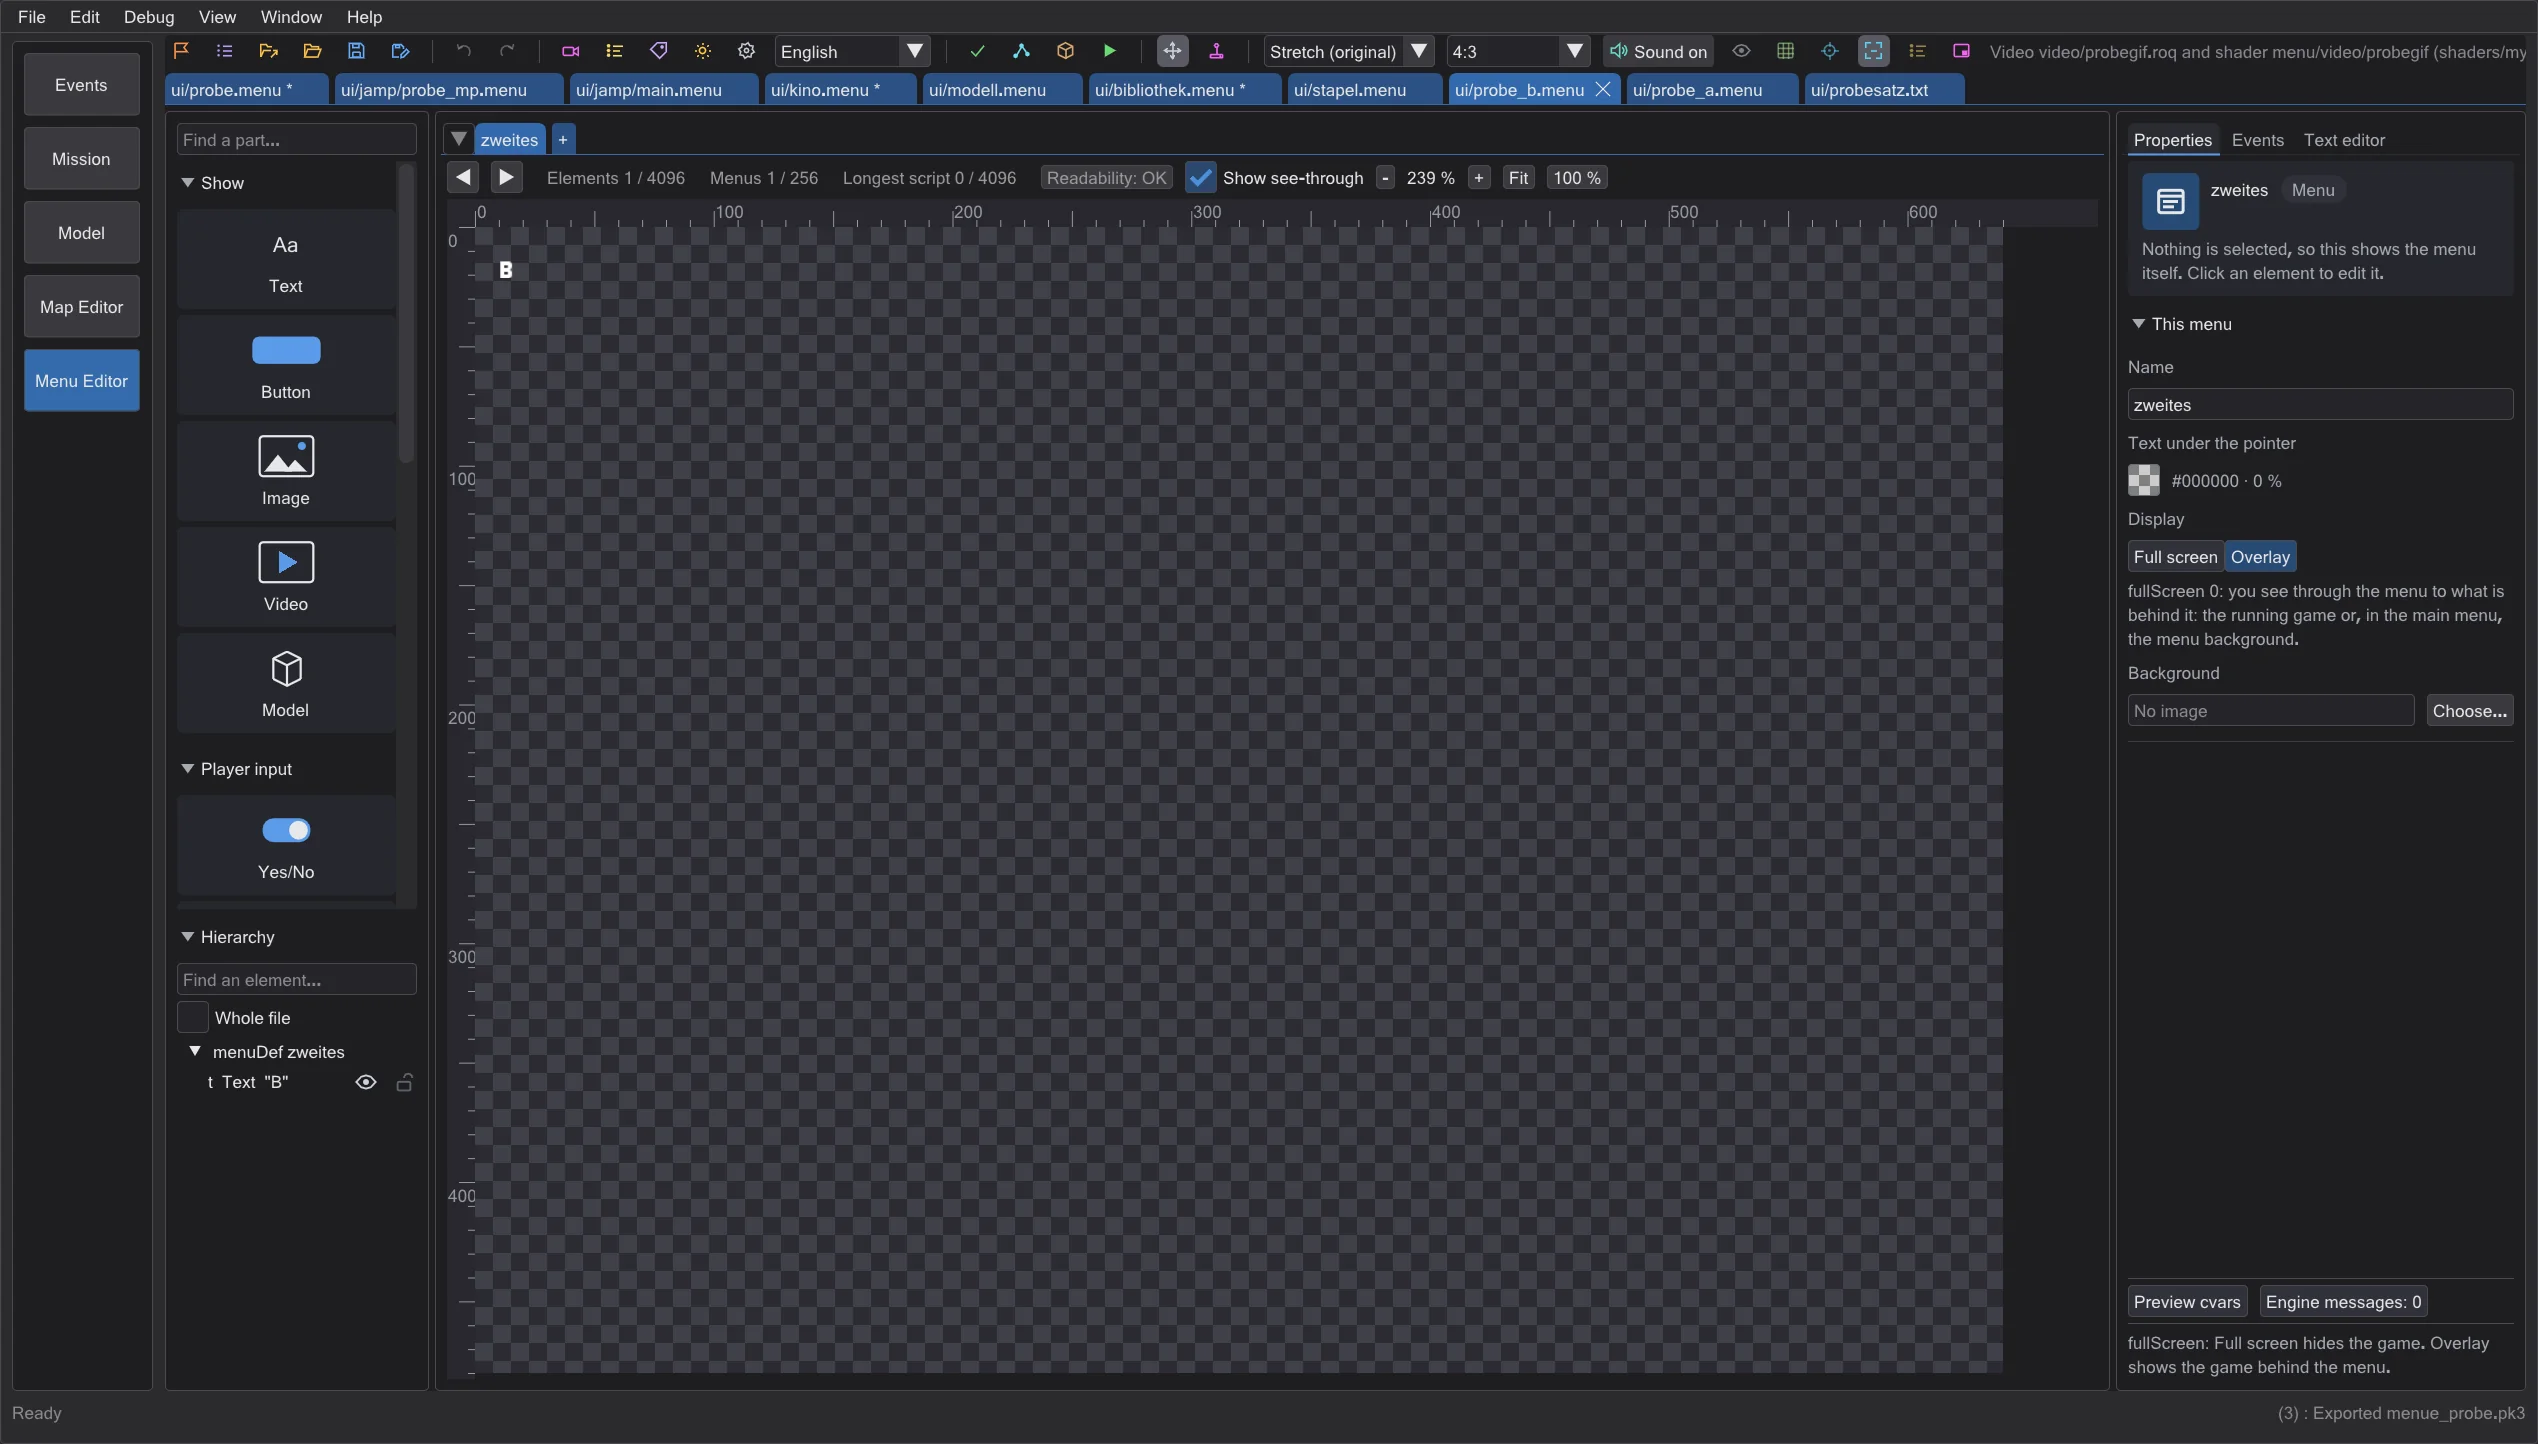 File Edit Debug View Window Help
English
Stretch (original)
4:3
Sound on
Video video/probegif.roq and shader menu/video/probegif (shaders/my
Events
Mission
Model
Map Editor
Menu Editor
ui/probe.menu *
ui/jamp/probe_mp.menu
ui/jamp/main.menu
ui/kino.menu *
ui/modell.menu
ui/bibliothek.menu *
ui/stapel.menu
ui/probe_b.menu
ui/probe_a.menu
ui/probesatz.txt
Find a part...
Show
Aa
Text
Button
Image
Video
Model
Player input
Yes/No
Hierarchy
Find an element...
Whole file
menuDef zweites
t Text "B"
zweites
+
Elements 1 / 4096
Menus 1 / 256
Longest script 0 / 4096
Readability: OK
Show see-through
- 239 % +
Fit
100 %
0 100 200 300 400 500 600
0
100
200
300
400
B
Properties Events Text editor
zweites Menu
Nothing is selected, so this shows the menu
itself. Click an element to edit it.
This menu
Name
zweites
Text under the pointer
#000000 · 0 %
Display
Full screen Overlay
fullScreen 0: you see through the menu to what is
behind it: the running game or, in the main menu,
the menu background.
Background
No image
Choose...
Preview cvars
Engine messages: 0
fullScreen: Full screen hides the game. Overlay
shows the game behind the menu.
Ready
(3) : Exported menue_probe.pk3